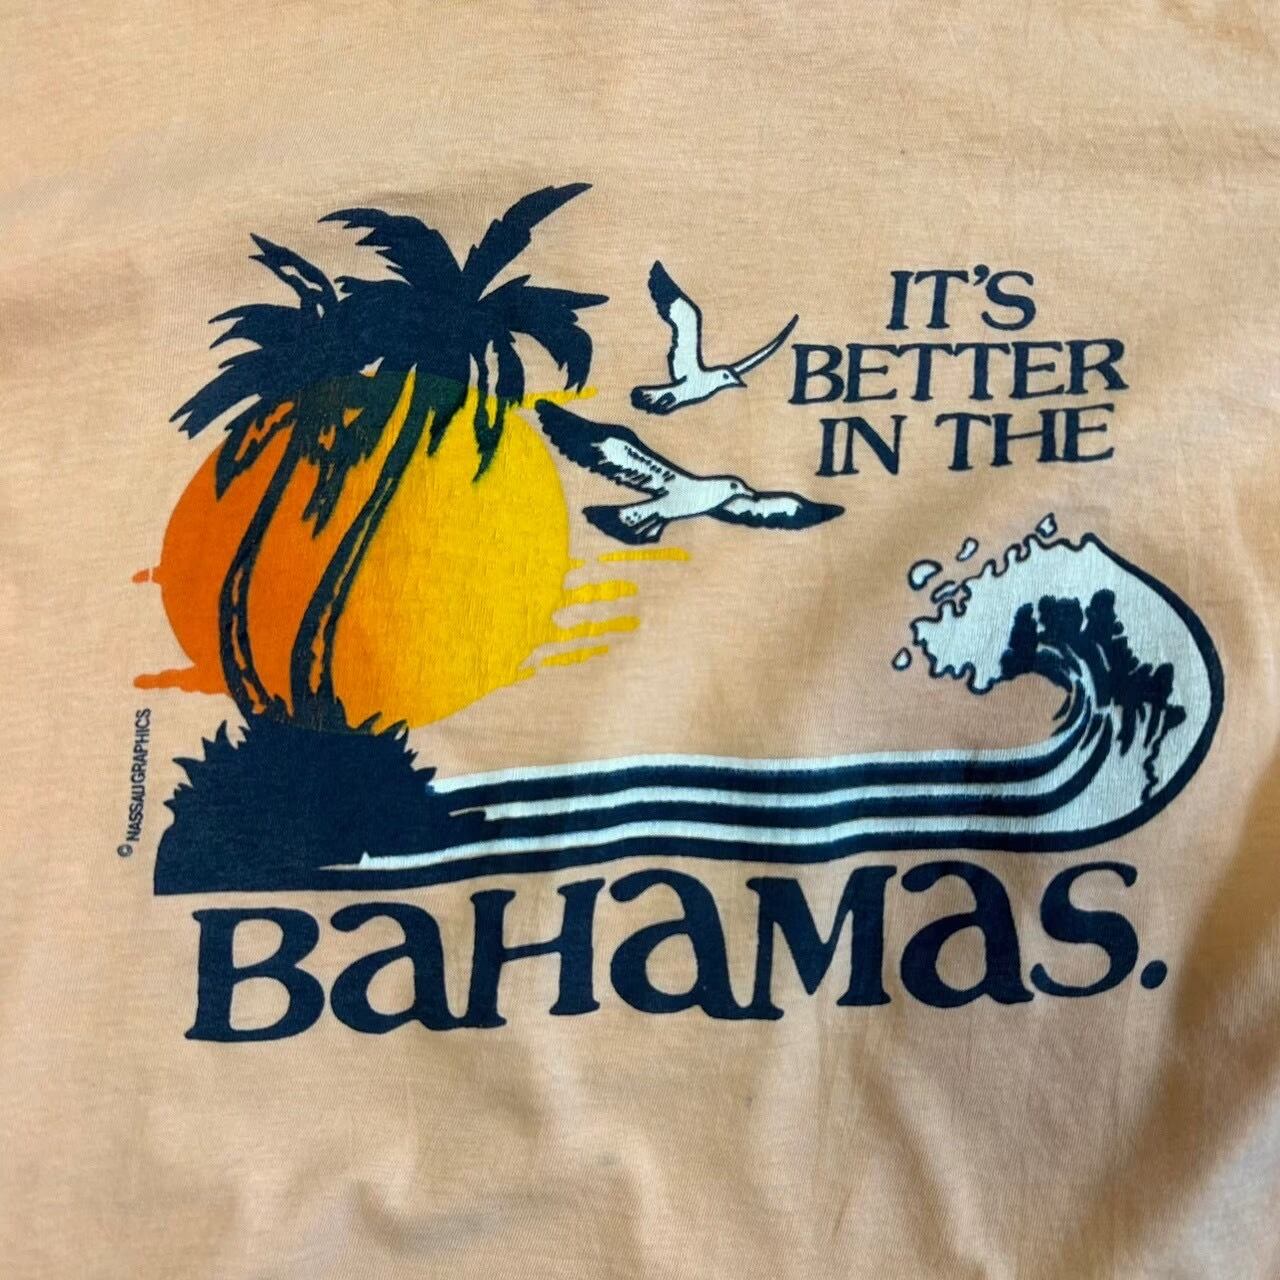 IT'S
BETTER
IN THE
BaHaMas.
© NASSAU GRAPHICS